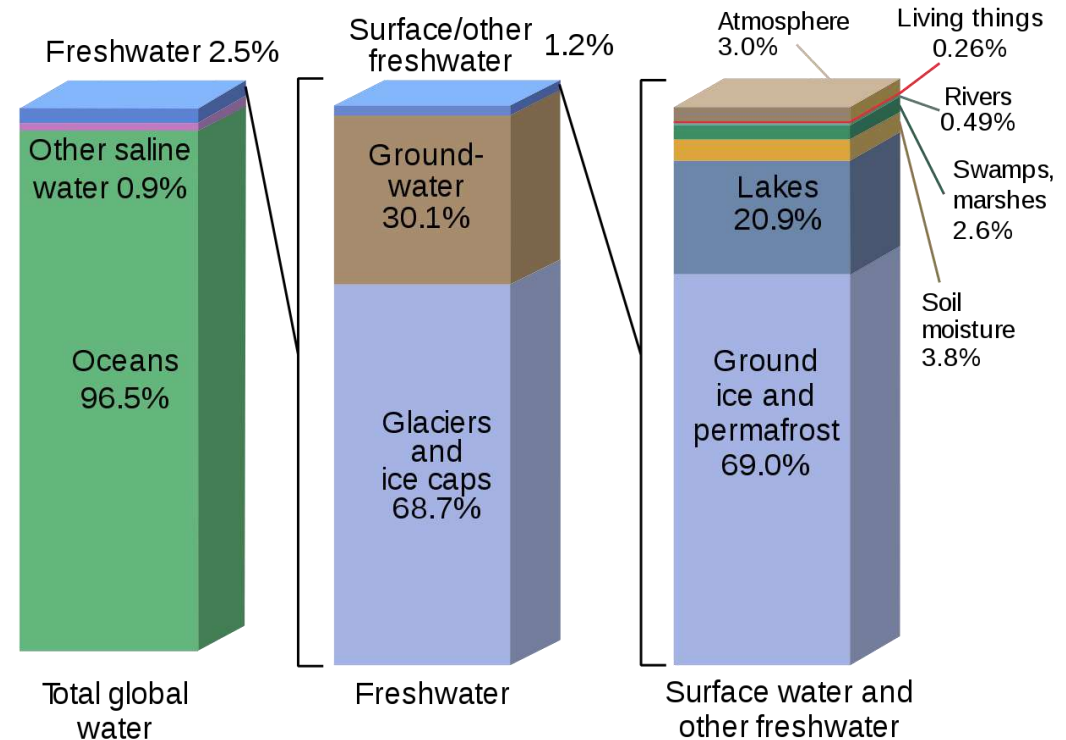 Freshwater 2.5%
Other saline
water 0.9%
Oceans
96.5%
Total global
water
Surface/other
freshwater
1.2%
Ground-
water
30.1%
Glaciers
and
ice caps
68.7%
Freshwater
Atmosphere
3.0%
Living things
0.26%
Rivers
0.49%
Swamps,
marshes
2.6%
Soil
moisture
3.8%
Lakes
20.9%
Ground
ice and
permafrost
69.0%
Surface water and
other freshwater